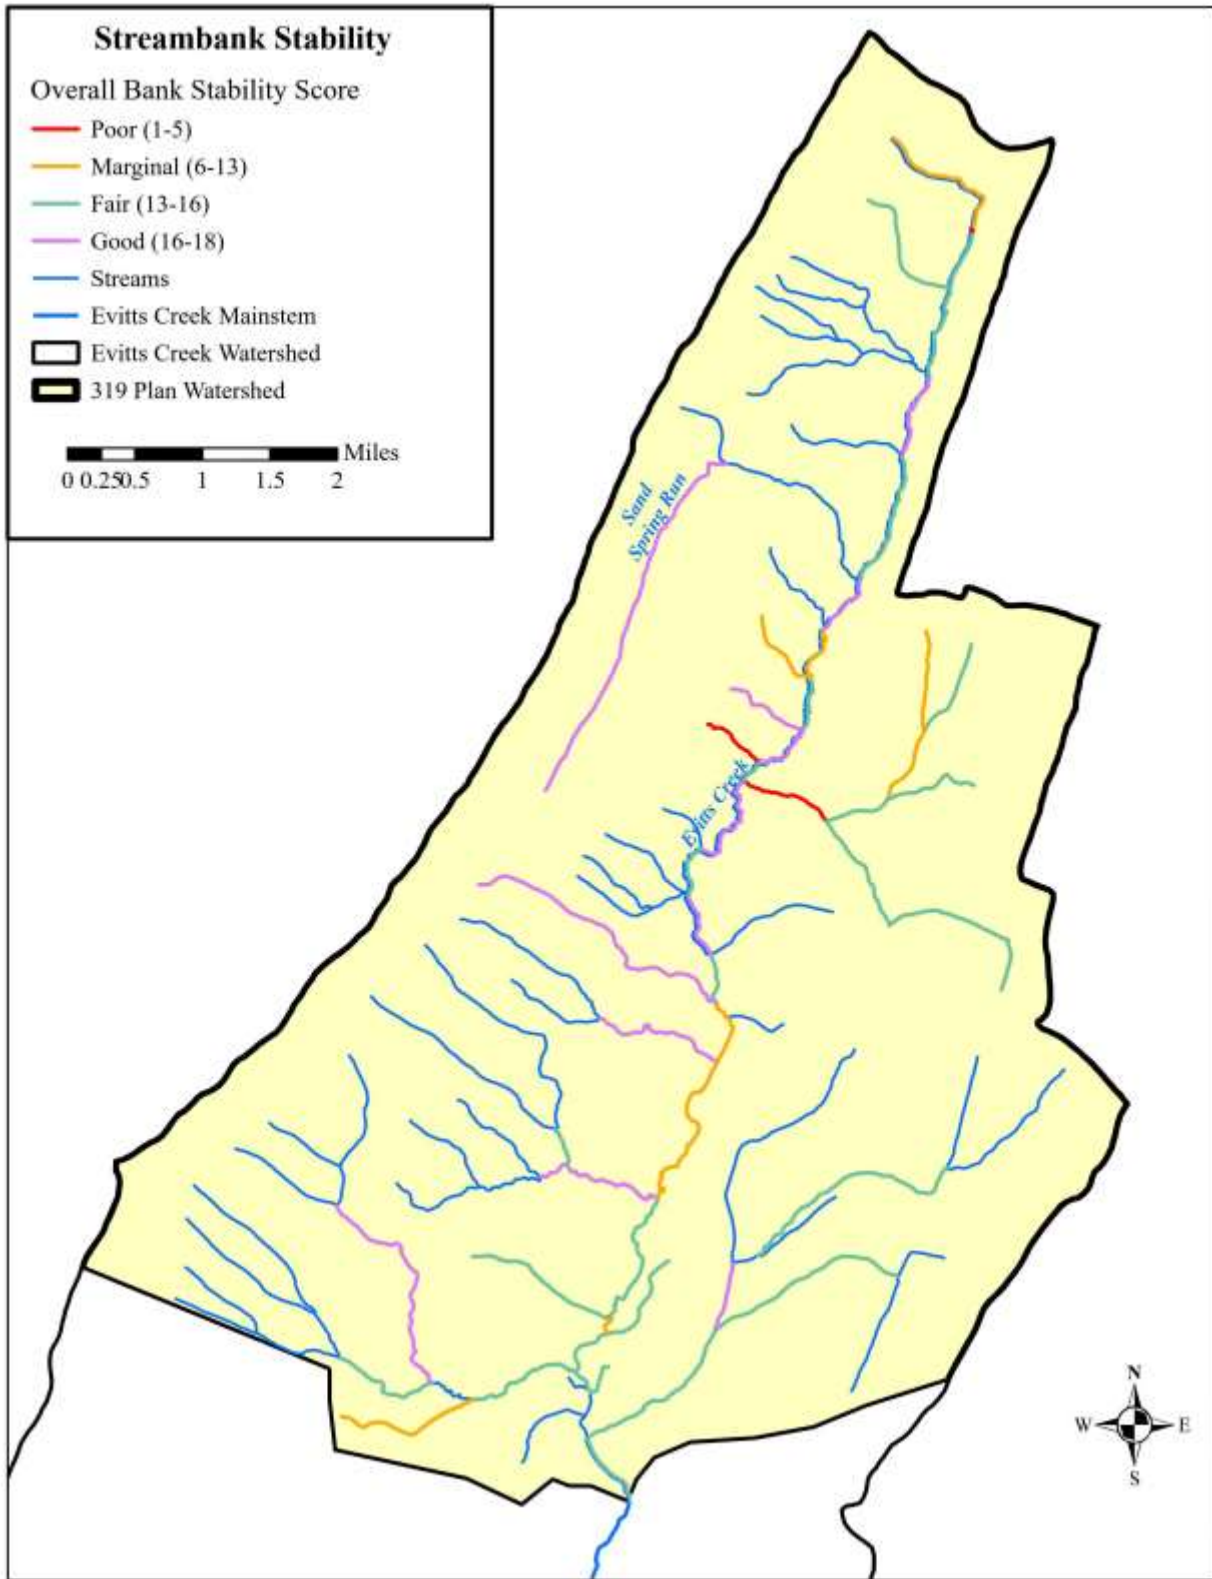 Streambank Stability
Overall Bank Stability Score
Poor (1-5)
Marginal (6-13)
Fair (13-16)
Good (16-18)
Streams
Evitts Creek Mainstem
Evitts Creek Watershed
319 Plan Watershed
Miles
0 0.25 0.5 1 1.5 2
Sand
Spring Run
Evitts Creek
N
W E
S